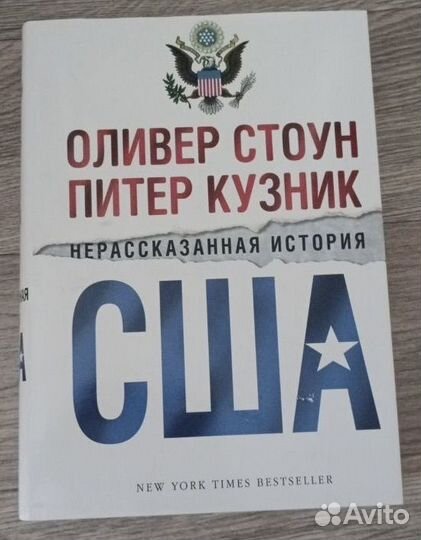 ОЛИВЕР СТОУН
ПИТЕР КУЗНИК
НЕРАССКАЗАННАЯ ИСТОРИЯ
США
NEW YORK TIMES BESTSELLER
Avito